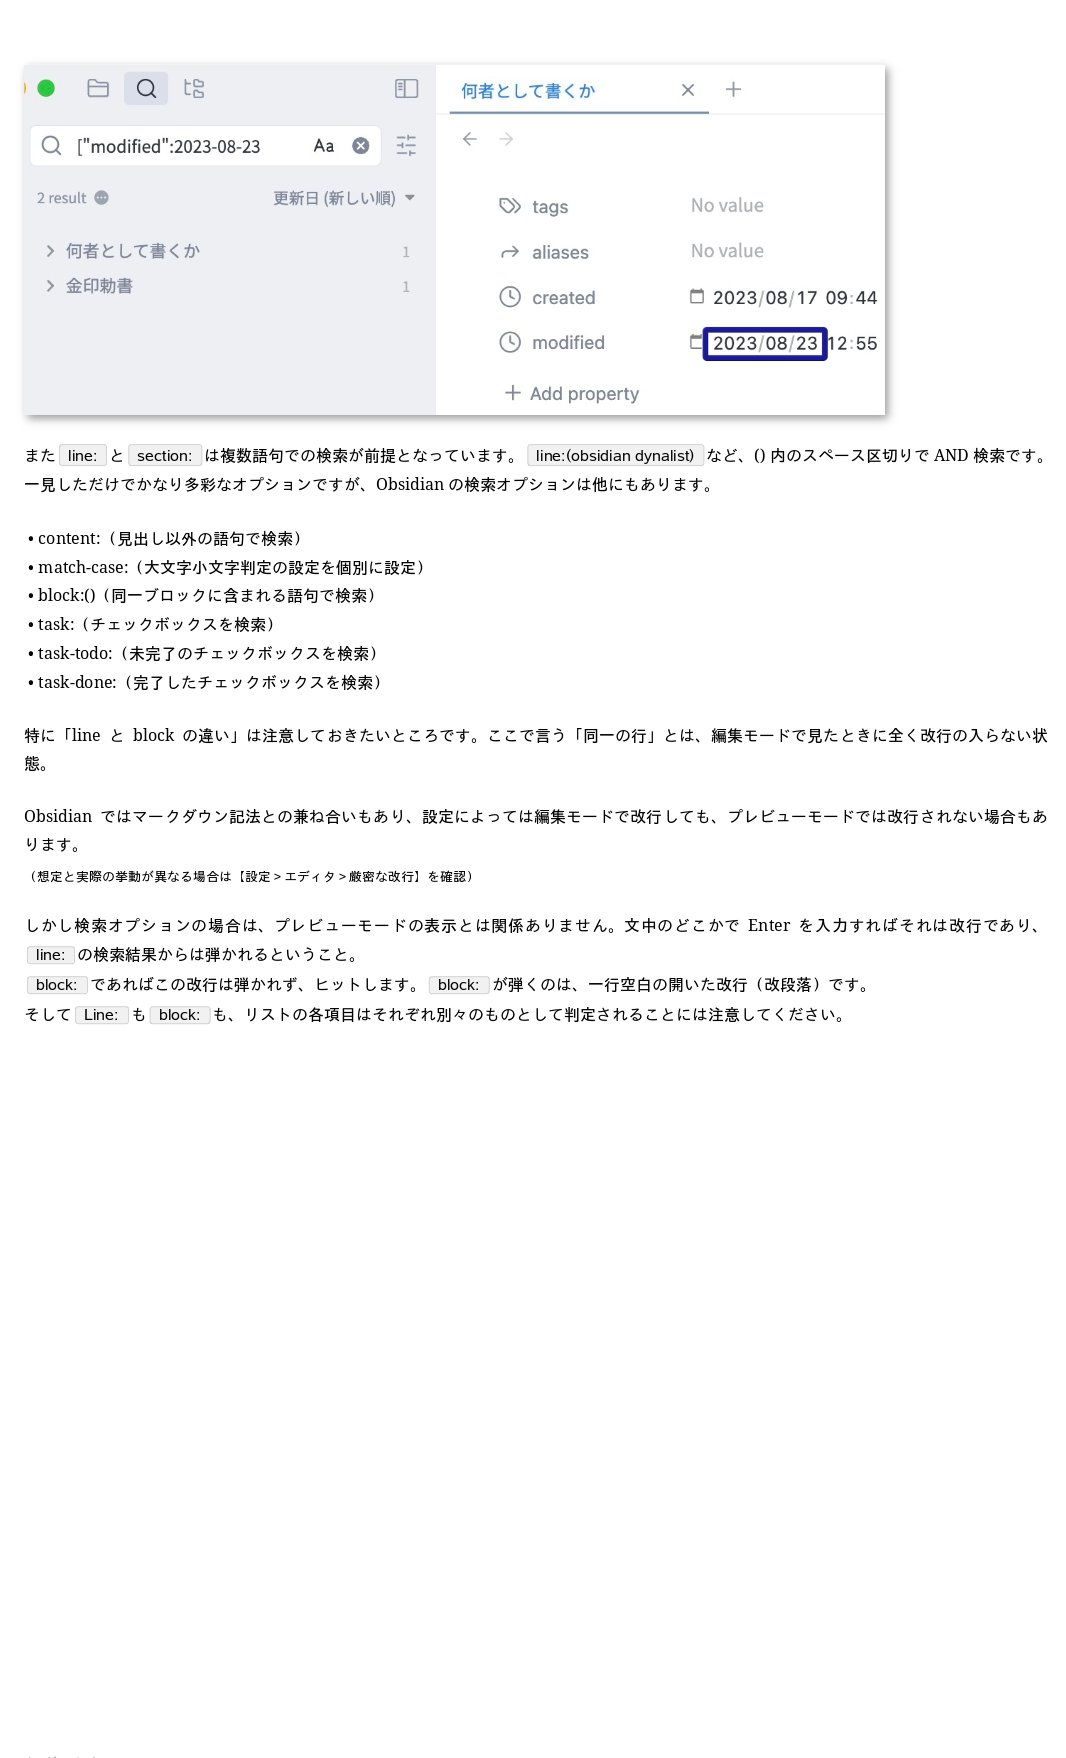 ["modified":2023-08-23
Aa
2 result
更新日 (新しい順)
何者として書くか 1
金印勅書 1
何者として書くか
tags No value
aliases No value
created 2023/08/17 09:44
modified 2023/08/23 12:55
Add property
また line: と section: は複数語句での検索が前提となっています。 line:(obsidian dynalist) など、() 内のスペース区切りで AND 検索です。
一見しただけでかなり多彩なオプションですが、Obsidian の検索オプションは他にもあります。
• content:（見出し以外の語句で検索）
• match-case:（大文字小文字判定の設定を個別に設定）
• block:()（同一ブロックに含まれる語句で検索）
• task:（チェックボックスを検索）
• task-todo:（未完了のチェックボックスを検索）
• task-done:（完了したチェックボックスを検索）
特に「line と block の違い」は注意しておきたいところです。ここで言う「同一の行」とは、編集モードで見たときに全く改行の入らない状
態。
Obsidian ではマークダウン記法との兼ね合いもあり、設定によっては編集モードで改行しても、プレビューモードでは改行されない場合もあ
ります。
（想定と実際の挙動が異なる場合は【設定 > エディタ > 厳密な改行】を確認）
しかし検索オプションの場合は、プレビューモードの表示とは関係ありません。文中のどこかで Enter を入力すればそれは改行であり、
line: の検索結果からは弾かれるということ。
block: であればこの改行は弾かれず、ヒットします。 block: が弾くのは、一行空白の開いた改行（改段落）です。
そして Line: も block: も、リストの各項目はそれぞれ別々のものとして判定されることには注意してください。